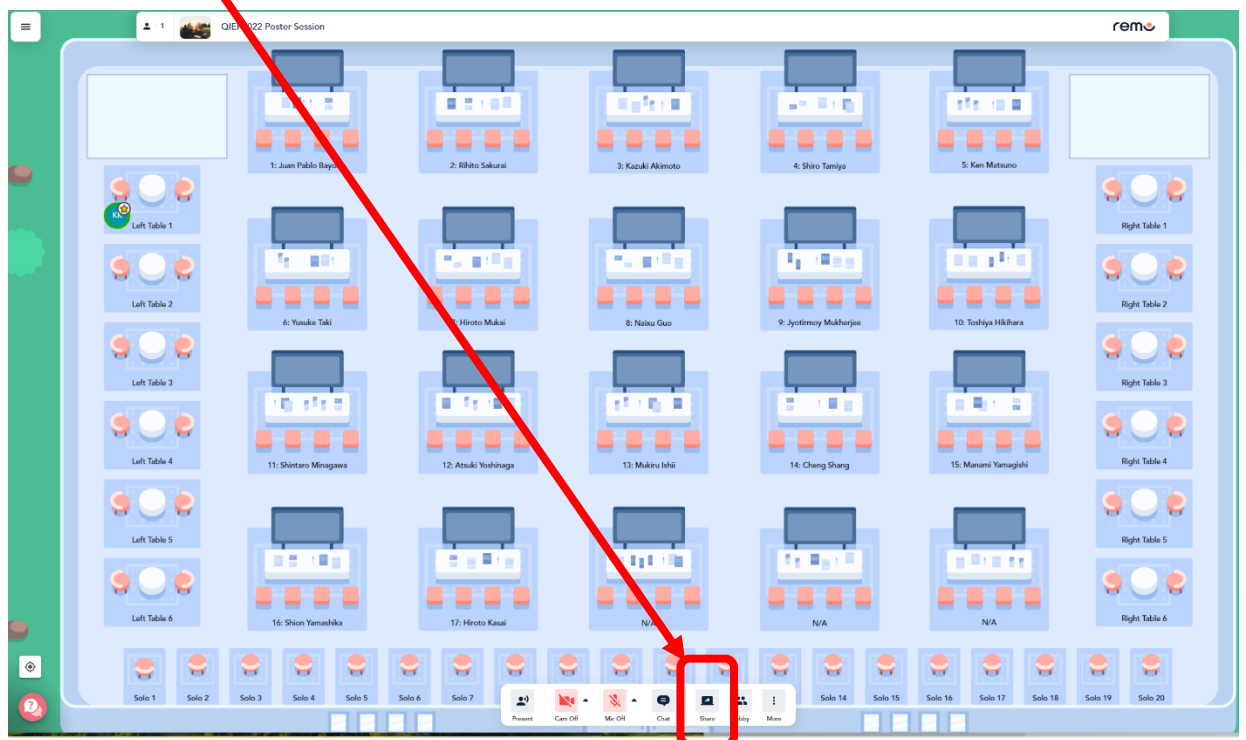 1 QIEP 2022 Poster Session remo
1: Juan Pablo Bayo 2: Rihito Sakurai 3: Kazuki Akimoto 4: Shiro Tamiya 5: Ken Matsuno
KK
Left Table 1 Right Table 1
Left Table 2 Right Table 2
6: Yusuke Taki Hiroto Mukai 8: Naixu Guo 9: Jyotirmoy Mukherjee 10: Toshiya Hikihara
Left Table 3 Right Table 3
Left Table 4 Right Table 4
11: Shintaro Minagawa 12: Atsuki Yoshinaga 13: Mukiru Ishii 14: Cheng Shang 15: Manami Yamagishi
Left Table 5 Right Table 5
Left Table 6 Right Table 6
16: Shion Yamashika 17: Hiroto Kasai N/A N/A N/A
Solo 1 Solo 2 Solo 3 Solo 4 Solo 5 Solo 6 Solo 7 Solo 14 Solo 15 Solo 16 Solo 17 Solo 18 Solo 19 Solo 20
Present Cam Off Mic Off Chat Share More